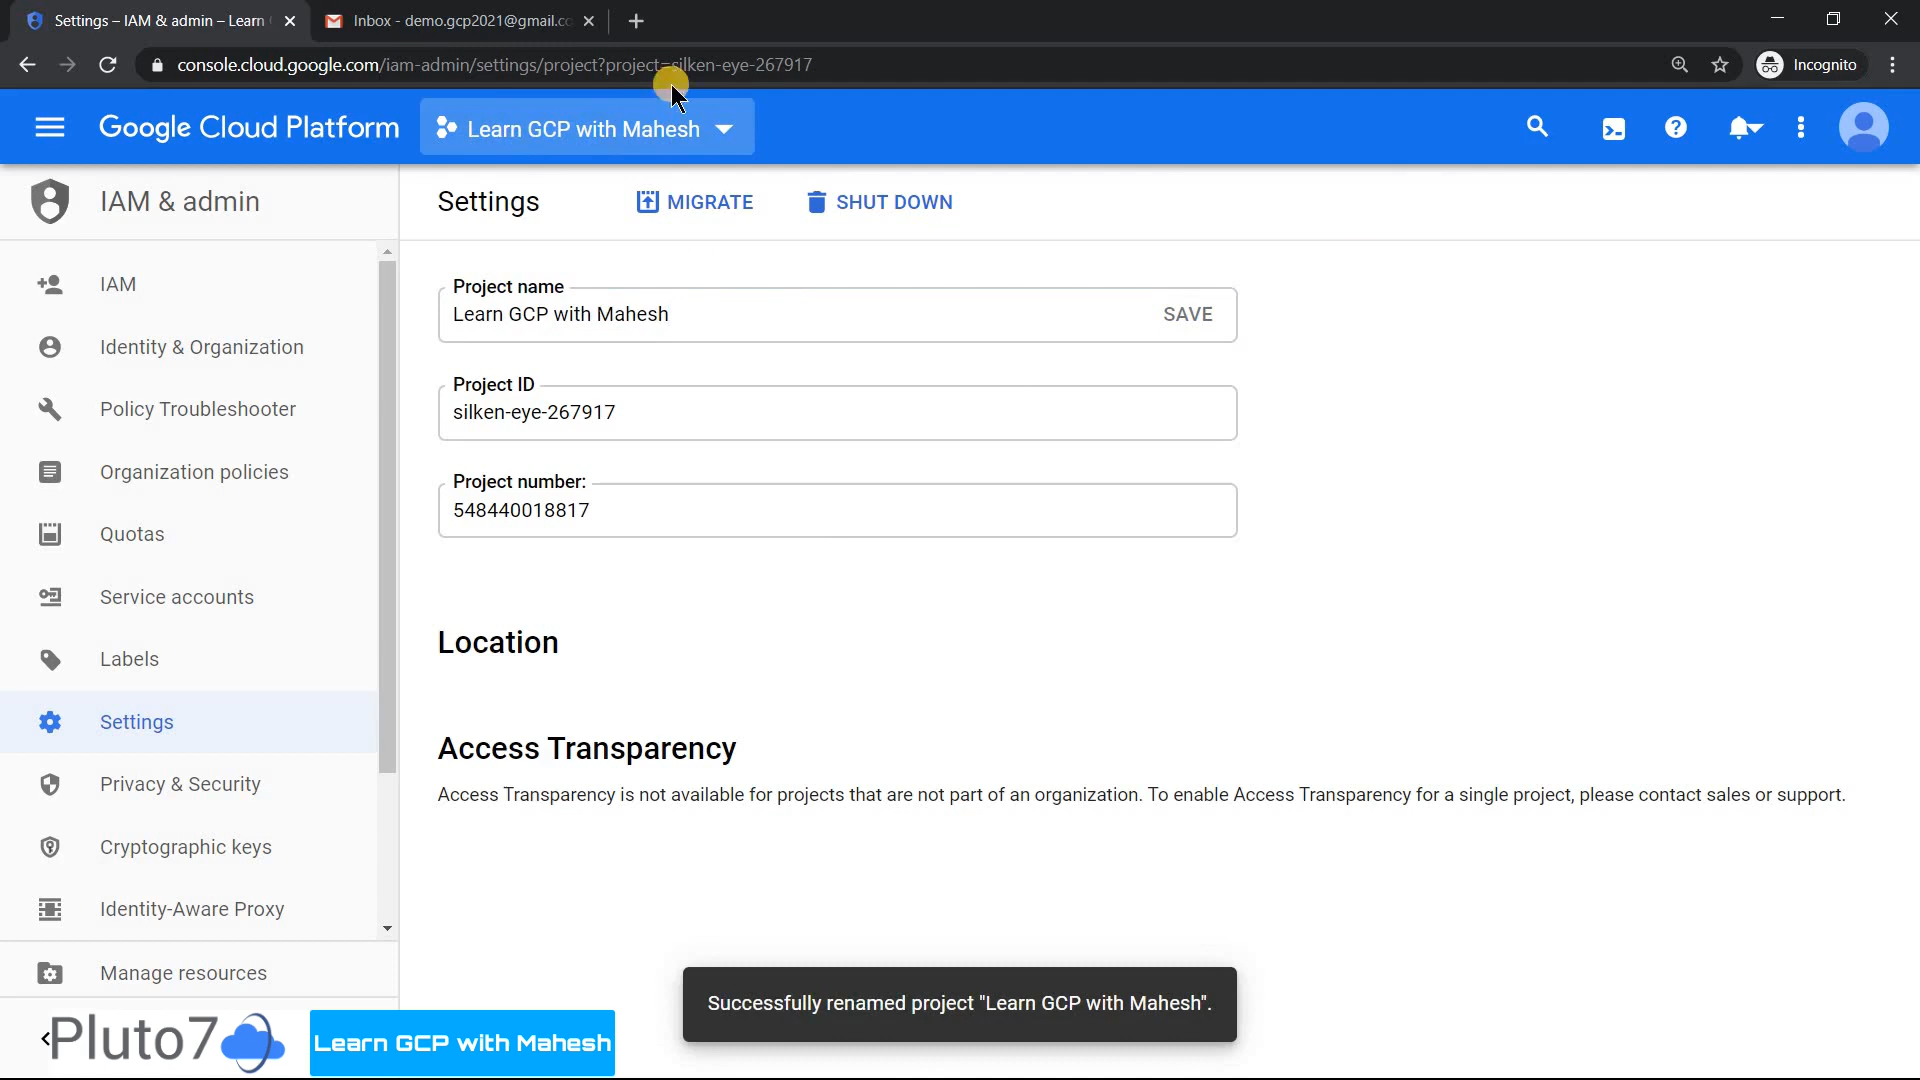 Settings – IAM & admin – Learn
Inbox - demo.gcp2021@gmail.co
console.cloud.google.com/iam-admin/settings/project?project=silken-eye-267917
Incognito
Google Cloud Platform
Learn GCP with Mahesh
IAM & admin
Settings
MIGRATE
SHUT DOWN
IAM
Identity & Organization
Policy Troubleshooter
Organization policies
Quotas
Service accounts
Labels
Settings
Privacy & Security
Cryptographic keys
Identity-Aware Proxy
Manage resources
Project name
Learn GCP with Mahesh
SAVE
Project ID
silken-eye-267917
Project number:
548440018817
Location
Access Transparency
Access Transparency is not available for projects that are not part of an organization. To enable Access Transparency for a single project, please contact sales or support.
Successfully renamed project "Learn GCP with Mahesh".
Pluto7
Learn GCP with Mahesh